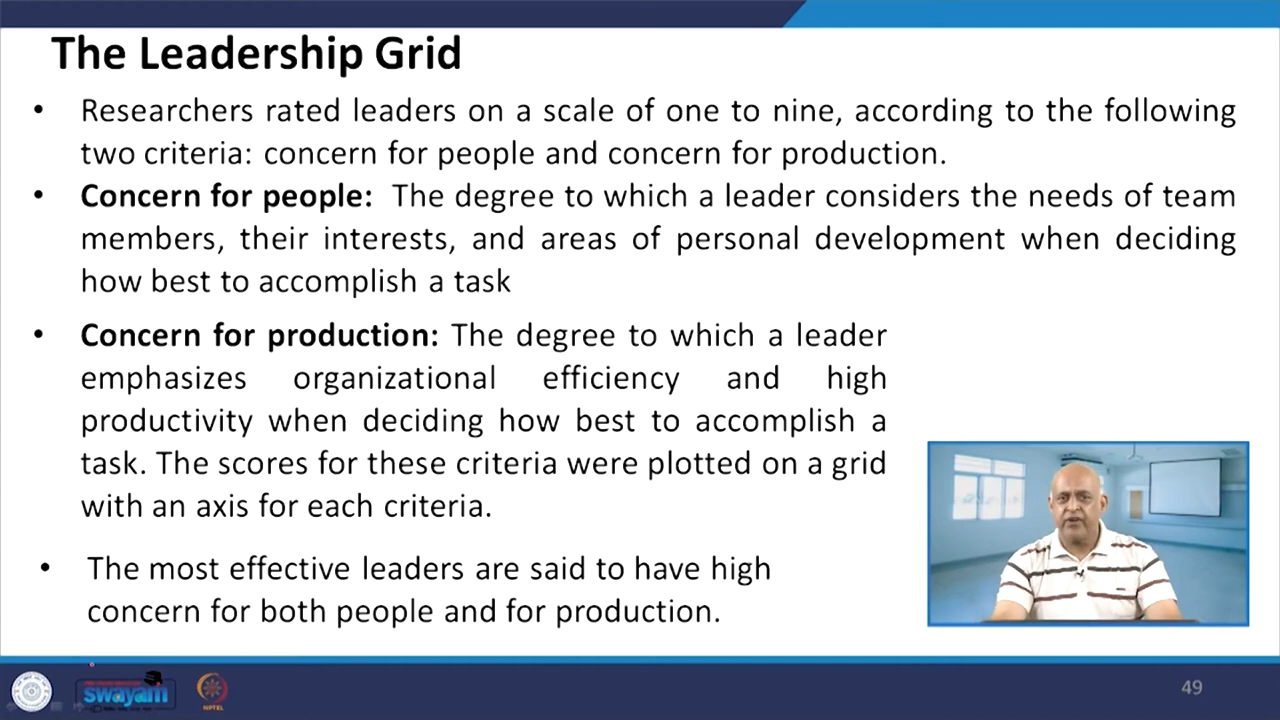 The Leadership Grid
• Researchers rated leaders on a scale of one to nine, according to the following
two criteria: concern for people and concern for production.
• Concern for people: The degree to which a leader considers the needs of team
members, their interests, and areas of personal development when deciding
how best to accomplish a task
• Concern for production: The degree to which a leader
emphasizes organizational efficiency and high
productivity when deciding how best to accomplish a
task. The scores for these criteria were plotted on a grid
with an axis for each criteria.
• The most effective leaders are said to have high
concern for both people and for production.
swayam
NPTEL
49